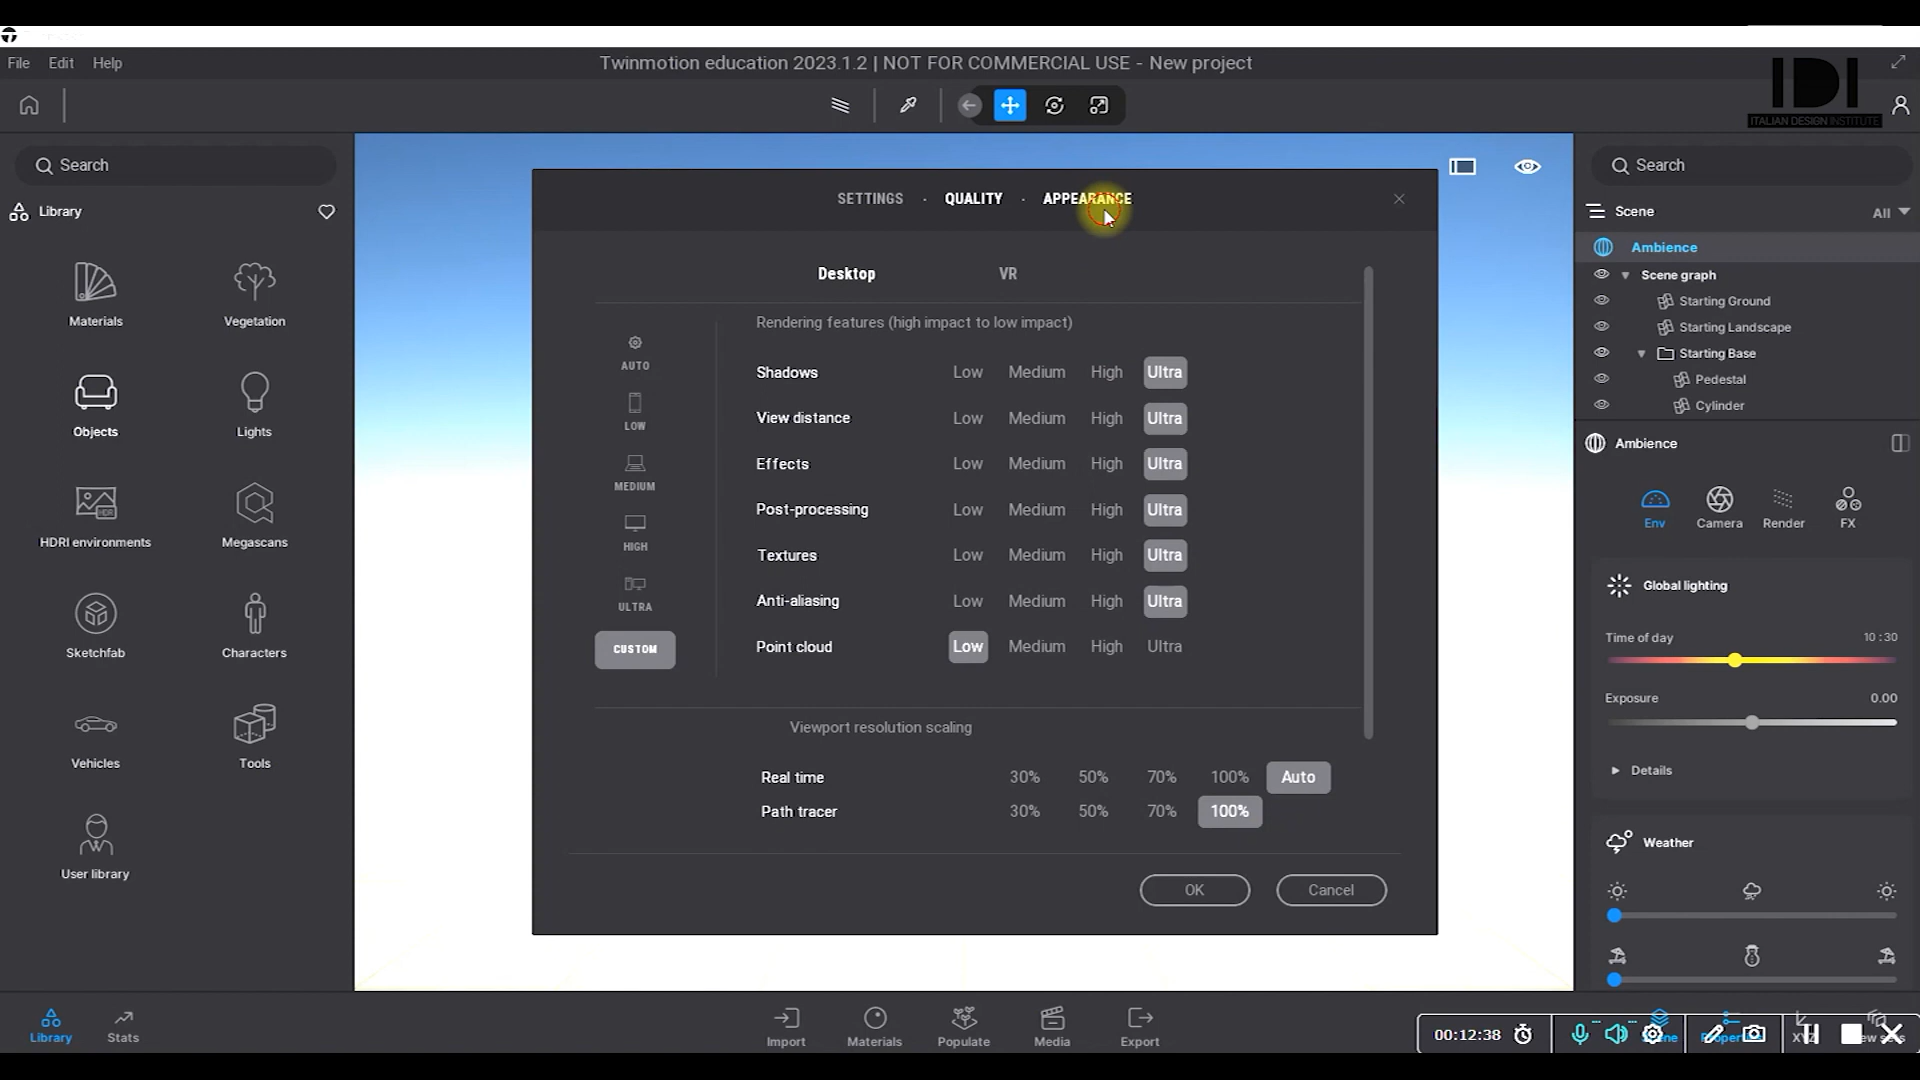 File Edit Help
Twinmotion education 2023.1.2 | NOT FOR COMMERCIAL USE - New project
IDI
ITALIAN DESIGN INSTITUTE
Search
Library
Materials
Vegetation
Objects
Lights
HDRI environments
Megascans
Sketchfab
Characters
Vehicles
Tools
User library
SETTINGS · QUALITY · APPEARANCE
Desktop VR
AUTO
LOW
MEDIUM
HIGH
ULTRA
CUSTOM
Rendering features (high impact to low impact)
Shadows Low Medium High Ultra
View distance Low Medium High Ultra
Effects Low Medium High Ultra
Post-processing Low Medium High Ultra
Textures Low Medium High Ultra
Anti-aliasing Low Medium High Ultra
Point cloud Low Medium High Ultra
Viewport resolution scaling
Real time 30% 50% 70% 100% Auto
Path tracer 30% 50% 70% 100%
OK Cancel
Search
Scene All
Ambience
Scene graph
Starting Ground
Starting Landscape
Starting Base
Pedestal
Cylinder
Ambience
Env Camera Render FX
Global lighting
Time of day 10:30
Exposure 0.00
Details
Weather
Library Stats Import Materials Populate Media Export
00:12:38